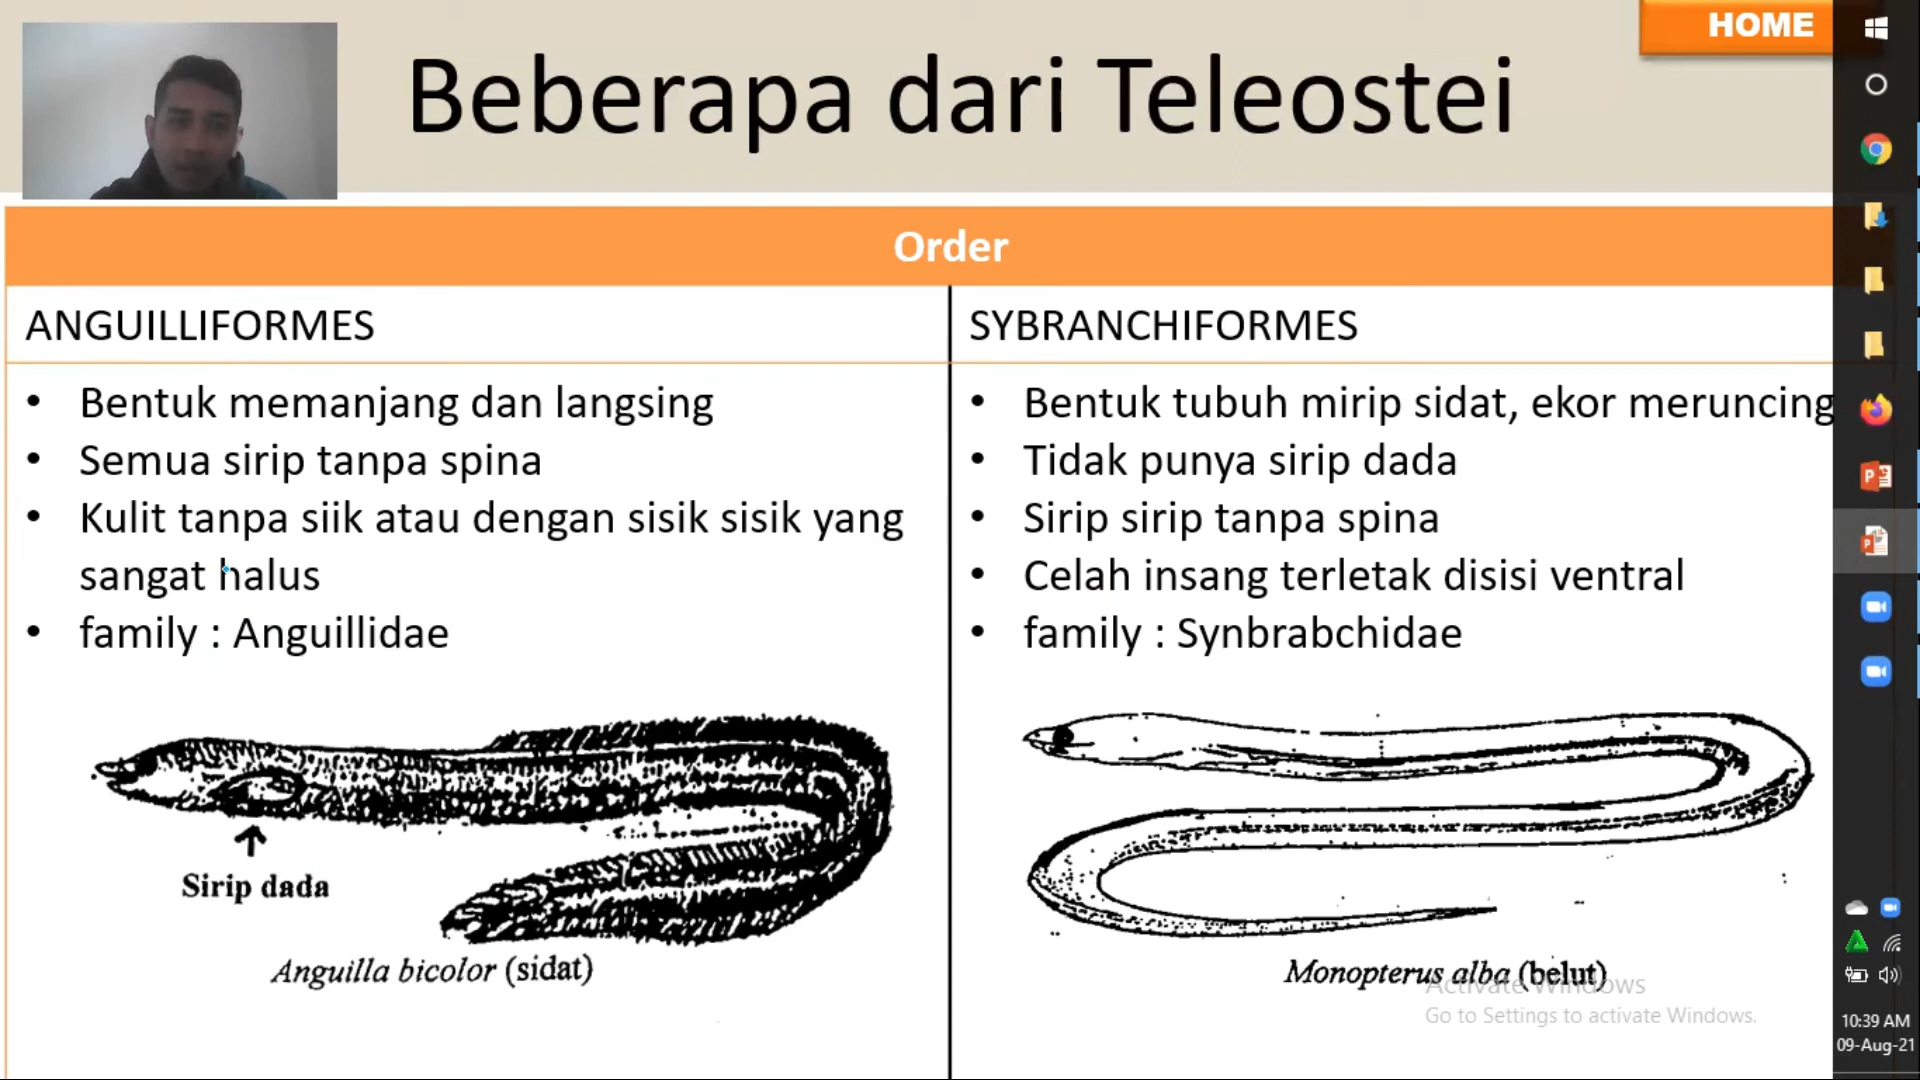 HOME
Beberapa dari Teleostei
Order
ANGUILLIFORMES
• Bentuk memanjang dan langsing
• Semua sirip tanpa spina
• Kulit tanpa siik atau dengan sisik sisik yang
sangat halus
• family : Anguillidae
Sirip dada
Anguilla bicolor (sidat)
SYBRANCHIFORMES
• Bentuk tubuh mirip sidat, ekor meruncing
• Tidak punya sirip dada
• Sirip sirip tanpa spina
• Celah insang terletak disisi ventral
• family : Synbrabchidae
Monopterus alba (belut)
Activate Windows
Go to Settings to activate Windows.
10:39 AM
09-Aug-21